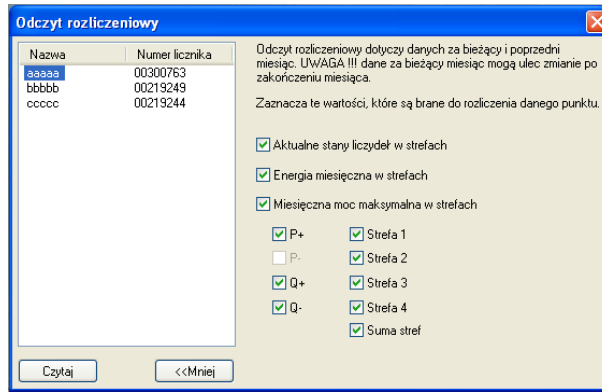 Odczyt rozliczeniowy
Nazwa Numer licznika
aaaaa 00300763
bbbbb 00219249
ccccc 00219244
Odczyt rozliczeniowy dotyczy danych za bieżący i poprzedni
miesiąc. UWAGA !!! dane za bieżący miesiąc mogą ulec zmianie po
zakończeniu miesiąca.
Zaznacza te wartości, które są brane do rozliczenia danego punktu.
Aktualne stany liczydeł w strefach
Energia miesięczna w strefach
Miesięczna moc maksymalna w strefach
P+ Strefa 1
P- Strefa 2
Q+ Strefa 3
Q- Strefa 4
Suma stref
Czytaj <<Mniej